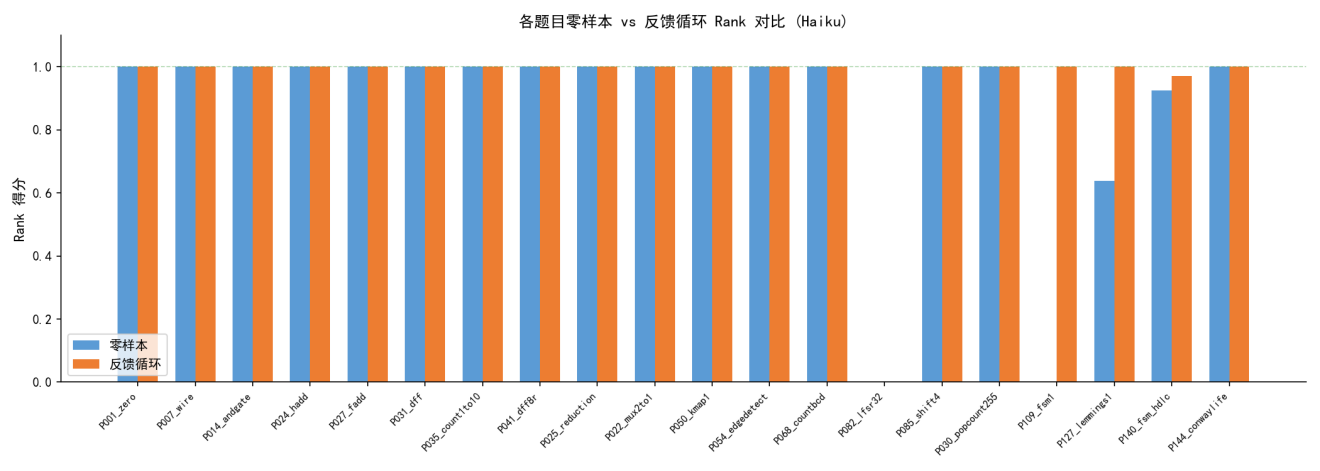 各题目零样本 vs 反馈循环 Rank 对比 (Haiku)
Rank 得分
1.0
0.8
0.6
0.4
0.2
0.0
零样本
反馈循环
P001_zero
P007_wire
P014_andgate
P024_hadd
P027_fadd
P031_dff
P035_count1to10
P041_dff8r
P025_reduction
P022_mux2to1
P050_kmap1
P054_edgedetect
P068_countbcd
P082_lfsr32
P085_shift4
P030_popcount255
P109_fsm1
P127_lemmings1
P140_fsm_hdlc
P144_conwaylife